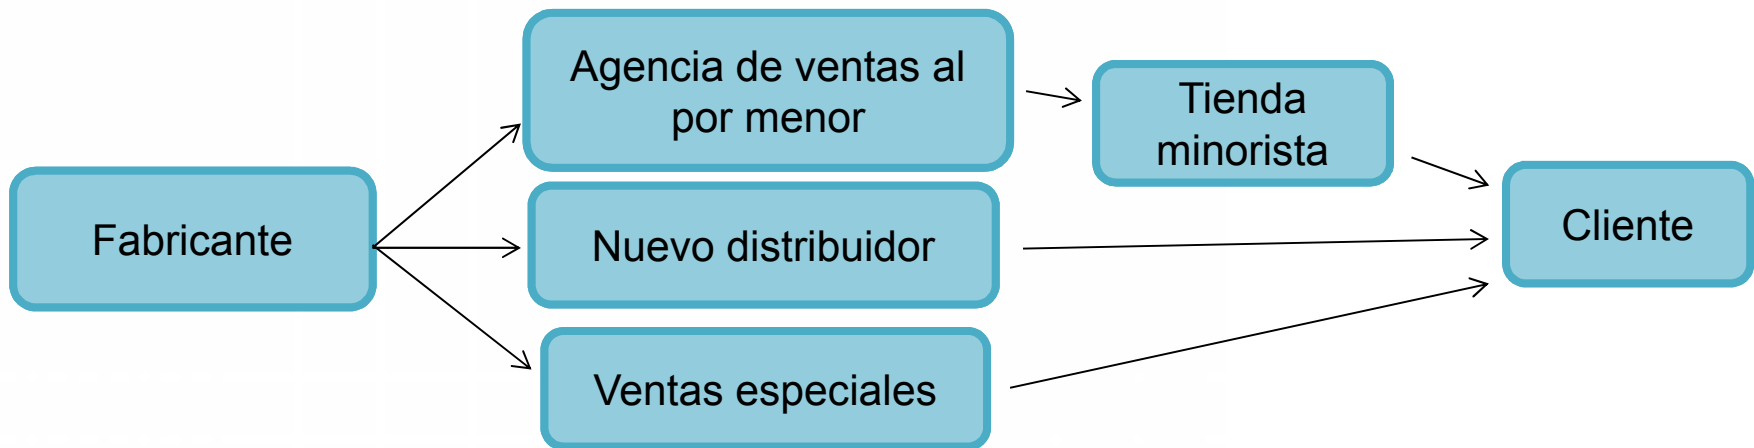 Agencia de ventas al
por menor
Tienda
minorista
Fabricante
Nuevo distribuidor
Cliente
Ventas especiales